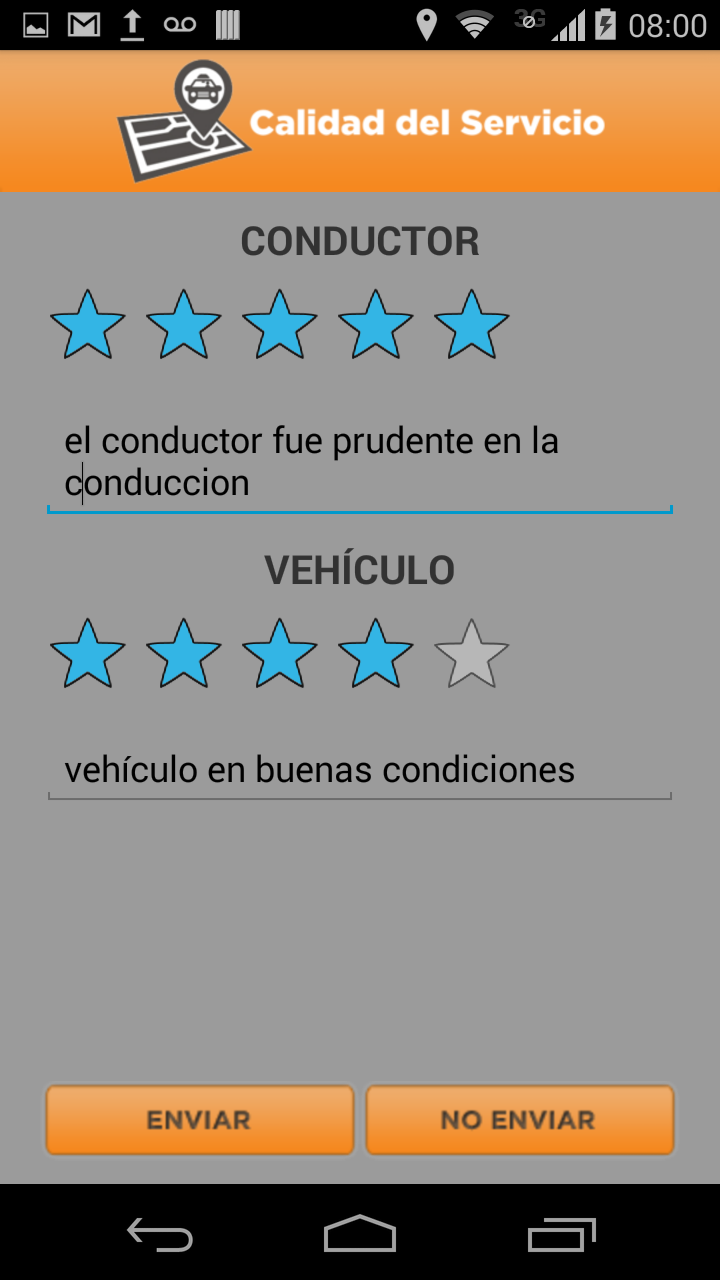 3G 08:00
Calidad del Servicio
CONDUCTOR
el conductor fue prudente en la
conduccion
VEHÍCULO
vehículo en buenas condiciones
ENVIAR NO ENVIAR